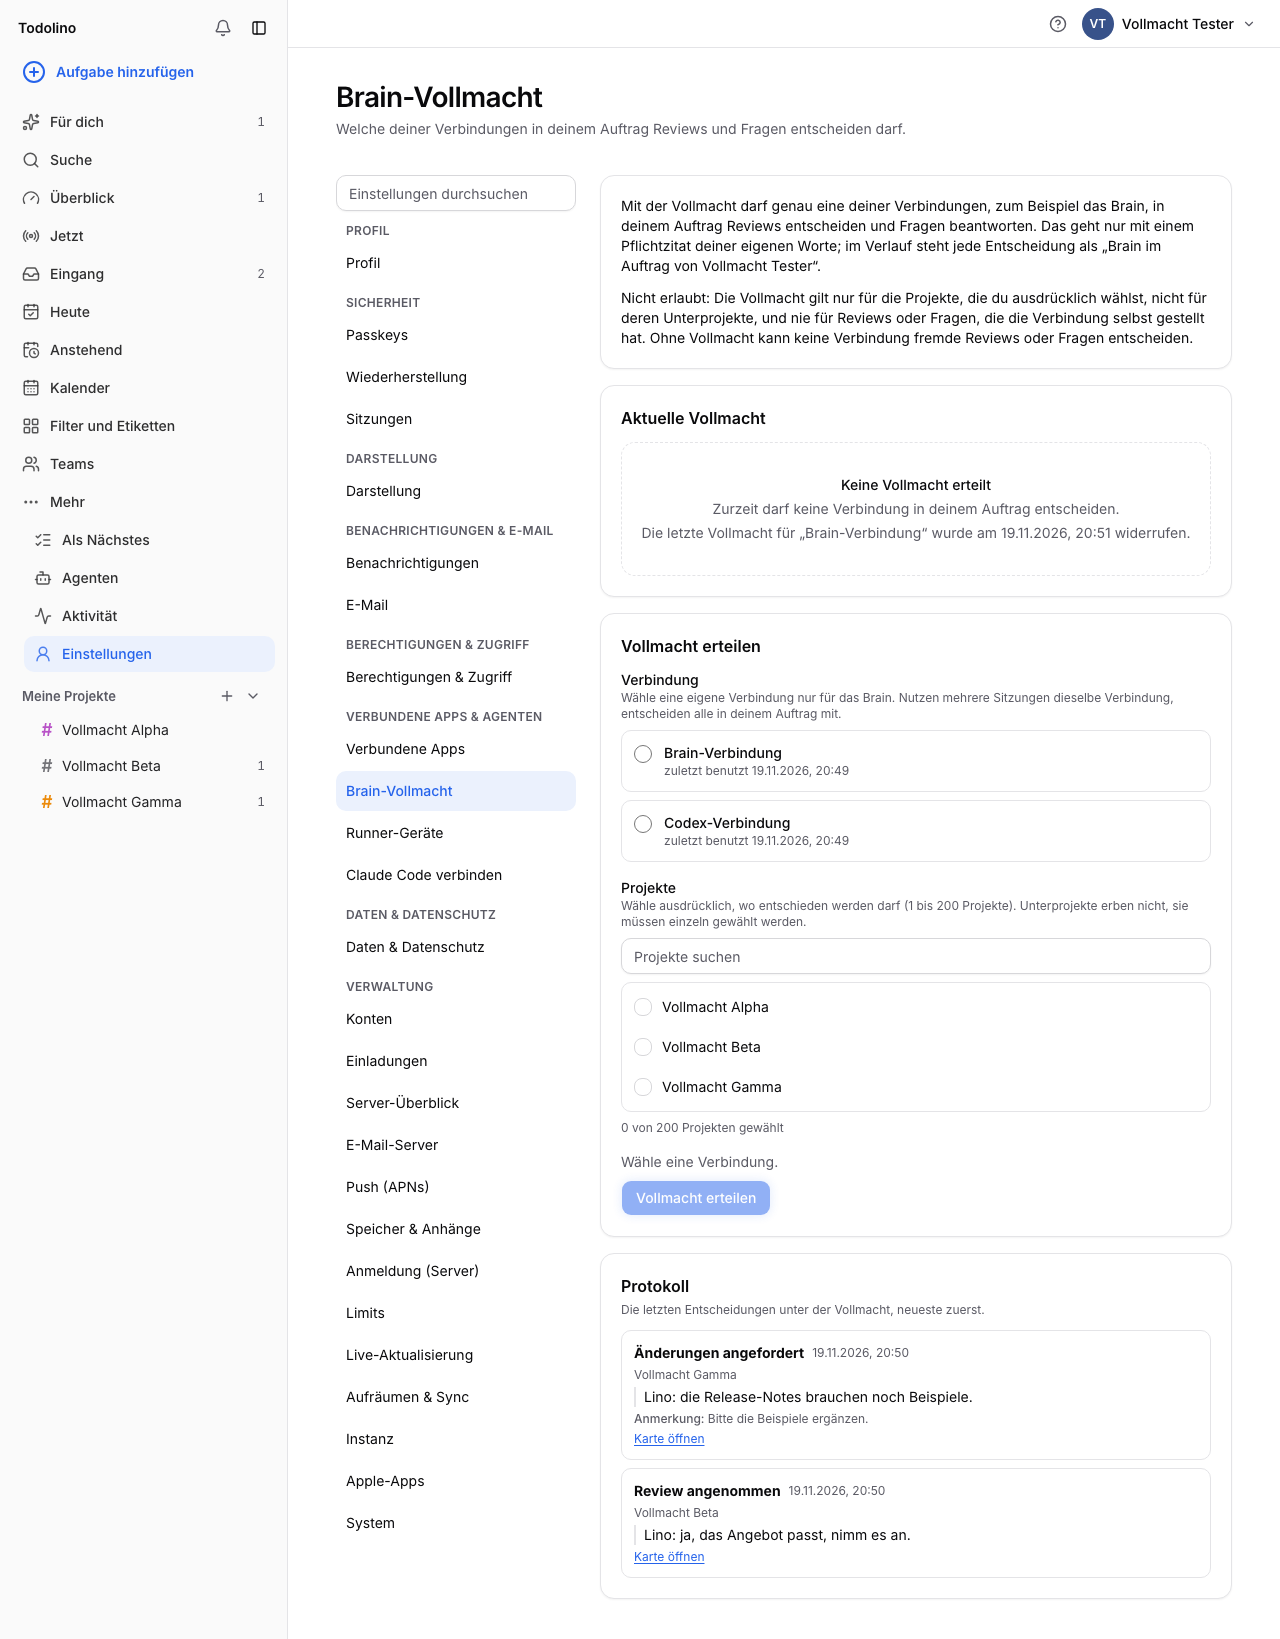 Todolino
Aufgabe hinzufügen
Für dich 1
Suche
Überblick 1
Jetzt
Eingang 2
Heute
Anstehend
Kalender
Filter und Etiketten
Teams
Mehr
Als Nächstes
Agenten
Aktivität
Einstellungen
Meine Projekte
# Vollmacht Alpha
# Vollmacht Beta 1
# Vollmacht Gamma 1
VT Vollmacht Tester
Brain-Vollmacht
Welche deiner Verbindungen in deinem Auftrag Reviews und Fragen entscheiden darf.
Einstellungen durchsuchen
PROFIL
Profil
SICHERHEIT
Passkeys
Wiederherstellung
Sitzungen
DARSTELLUNG
Darstellung
BENACHRICHTIGUNGEN & E-MAIL
Benachrichtigungen
E-Mail
BERECHTIGUNGEN & ZUGRIFF
Berechtigungen & Zugriff
VERBUNDENE APPS & AGENTEN
Verbundene Apps
Brain-Vollmacht
Runner-Geräte
Claude Code verbinden
DATEN & DATENSCHUTZ
Daten & Datenschutz
VERWALTUNG
Konten
Einladungen
Server-Überblick
E-Mail-Server
Push (APNs)
Speicher & Anhänge
Anmeldung (Server)
Limits
Live-Aktualisierung
Aufräumen & Sync
Instanz
Apple-Apps
System
Mit der Vollmacht darf genau eine deiner Verbindungen, zum Beispiel das Brain, in
deinem Auftrag Reviews entscheiden und Fragen beantworten. Das geht nur mit einem
Pflichtzitat deiner eigenen Worte; im Verlauf steht jede Entscheidung als „Brain im
Auftrag von Vollmacht Tester“.
Nicht erlaubt: Die Vollmacht gilt nur für die Projekte, die du ausdrücklich wählst, nicht für
deren Unterprojekte, und nie für Reviews oder Fragen, die die Verbindung selbst gestellt
hat. Ohne Vollmacht kann keine Verbindung fremde Reviews oder Fragen entscheiden.
Aktuelle Vollmacht
Keine Vollmacht erteilt
Zurzeit darf keine Verbindung in deinem Auftrag entscheiden.
Die letzte Vollmacht für „Brain-Verbindung“ wurde am 19.11.2026, 20:51 widerrufen.
Vollmacht erteilen
Verbindung
Wähle eine eigene Verbindung nur für das Brain. Nutzen mehrere Sitzungen dieselbe Verbindung,
entscheiden alle in deinem Auftrag mit.
Brain-Verbindung
zuletzt benutzt 19.11.2026, 20:49
Codex-Verbindung
zuletzt benutzt 19.11.2026, 20:49
Projekte
Wähle ausdrücklich, wo entschieden werden darf (1 bis 200 Projekte). Unterprojekte erben nicht, sie
müssen einzeln gewählt werden.
Projekte suchen
Vollmacht Alpha
Vollmacht Beta
Vollmacht Gamma
0 von 200 Projekten gewählt
Wähle eine Verbindung.
Vollmacht erteilen
Protokoll
Die letzten Entscheidungen unter der Vollmacht, neueste zuerst.
Änderungen angefordert 19.11.2026, 20:50
Vollmacht Gamma
Lino: die Release-Notes brauchen noch Beispiele.
Anmerkung: Bitte die Beispiele ergänzen.
Karte öffnen
Review angenommen 19.11.2026, 20:50
Vollmacht Beta
Lino: ja, das Angebot passt, nimm es an.
Karte öffnen